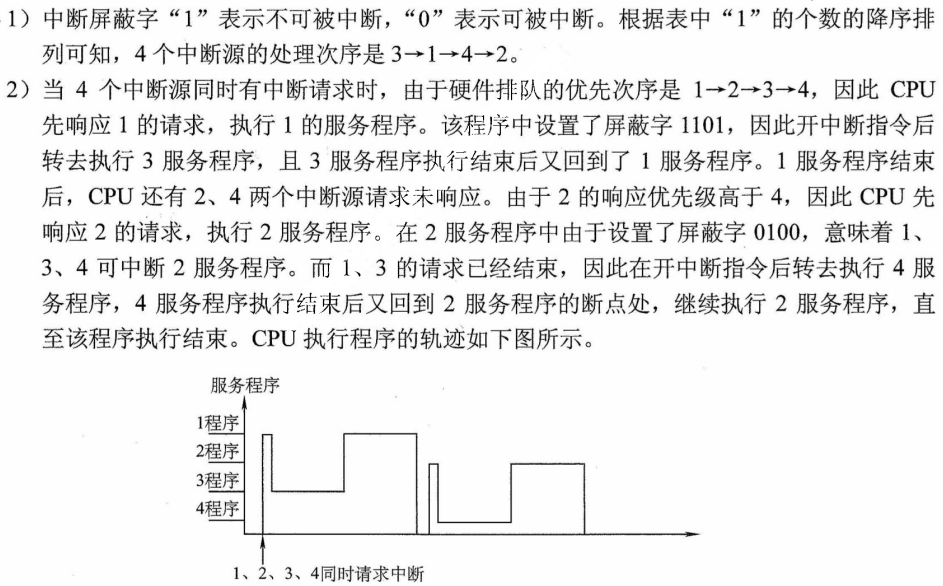 1）中断屏蔽字“1”表示不可被中断，“0”表示可被中断。根据表中“1”的个数的降序排
列可知，4 个中断源的处理次序是 3→1→4→2。
2）当 4 个中断源同时有中断请求时，由于硬件排队的优先次序是 1→2→3→4，因此 CPU
先响应 1 的请求，执行 1 的服务程序。该程序中设置了屏蔽字 1101，因此开中断指令后
转去执行 3 服务程序，且 3 服务程序执行结束后又回到了 1 服务程序。1 服务程序结束
后，CPU 还有 2、4 两个中断源请求未响应。由于 2 的响应优先级高于 4，因此 CPU 先
响应 2 的请求，执行 2 服务程序。在 2 服务程序中由于设置了屏蔽字 0100，意味着 1、
3、4 可中断 2 服务程序。而 1、3 的请求已经结束，因此在开中断指令后转去执行 4 服
务程序，4 服务程序执行结束后又回到 2 服务程序的断点处，继续执行 2 服务程序，直
至该程序执行结束。CPU 执行程序的轨迹如下图所示。
服务程序
1程序
2程序
3程序
4程序
1、2、3、4同时请求中断